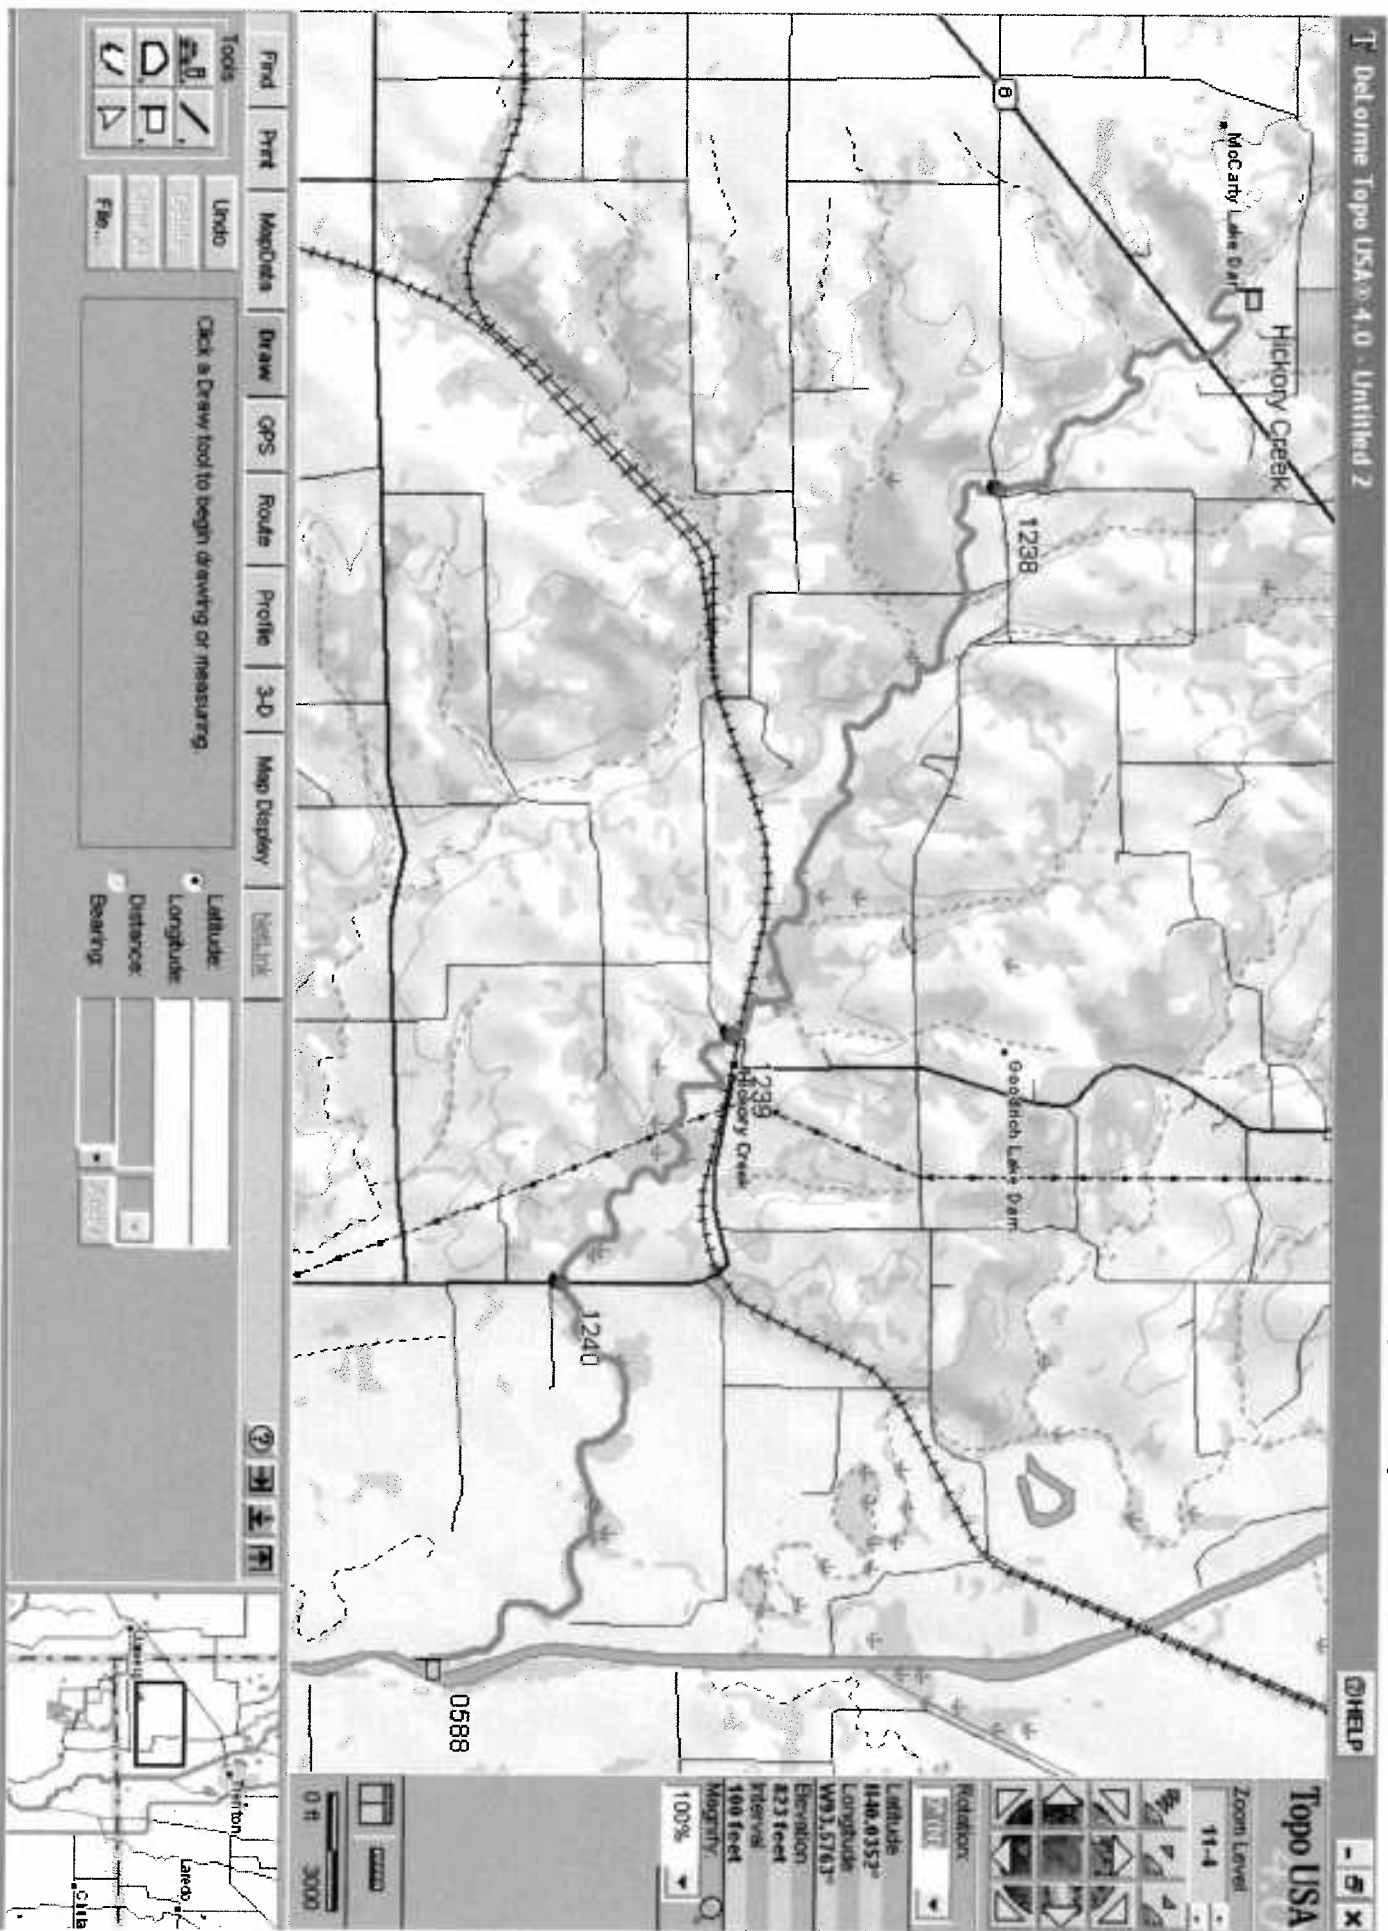 DeLorme Topo USA® 4.0 - Untitled 2
HELP
McCarty Lake Dam
Hickory Creek
8
1238
Goodrich Lake Dam
1239
Hickory Creek
1240
0588
Topo USA
Zoom Level
11-4
Rotation:
Latitude
N40.0352°
Longitude
W93.5763°
Elevation
823 feet
Interval
100 feet
Magnify:
100%
0 ft 3000
Find
Print
MapData
Draw
GPS
Route
Profile
3-D
Map Display
NetLink
Tools
Undo
File...
Click a Draw tool to begin drawing or measuring.
Latitude:
Longitude:
Distance:
Bearing:
Trenton
Laredo